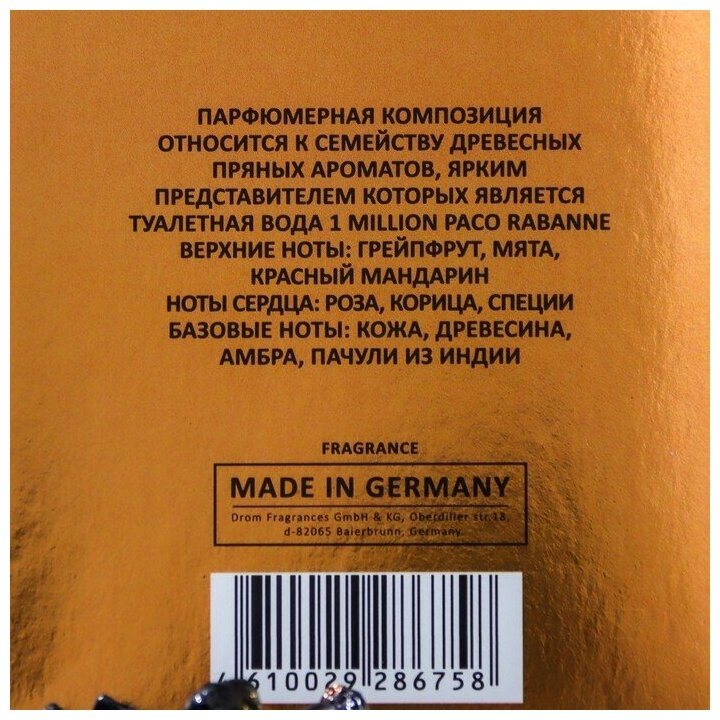 ПАРФЮМЕРНАЯ КОМПОЗИЦИЯ
ОТНОСИТСЯ К СЕМЕЙСТВУ ДРЕВЕСНЫХ
ПРЯНЫХ АРОМАТОВ, ЯРКИМ
ПРЕДСТАВИТЕЛЕМ КОТОРЫХ ЯВЛЯЕТСЯ
ТУАЛЕТНАЯ ВОДА 1 MILLION PACO RABANNE
ВЕРХНИЕ НОТЫ: ГРЕЙПФРУТ, МЯТА,
КРАСНЫЙ МАНДАРИН
НОТЫ СЕРДЦА: РОЗА, КОРИЦА, СПЕЦИИ
БАЗОВЫЕ НОТЫ: КОЖА, ДРЕВЕСИНА,
АМБРА, ПАЧУЛИ ИЗ ИНДИИ
FRAGRANCE
MADE IN GERMANY
Drom Fragrances GmbH & KG, Oberdiller str.18,
d-82065 Baierbrunn, Germany
4 610029 286758